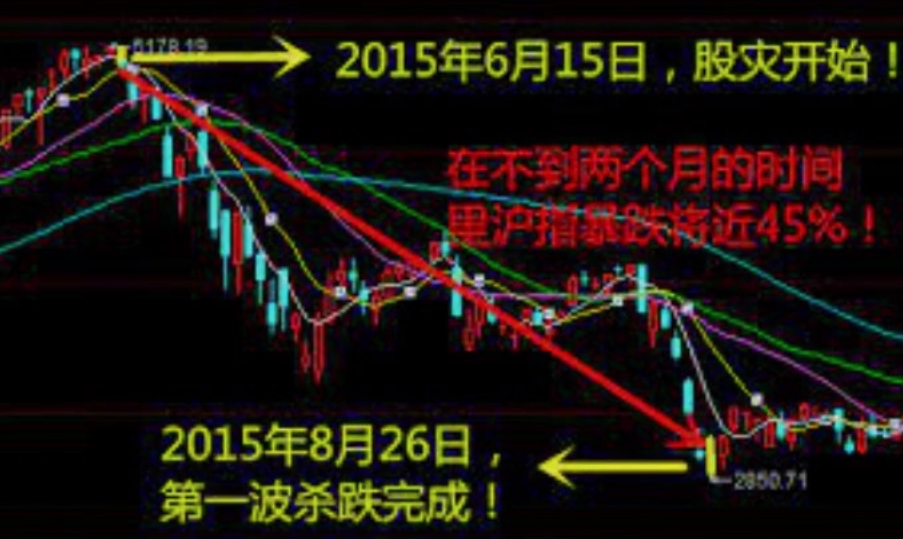 5178.19
2015年6月15日，股灾开始！
在不到两个月的时间
里沪指暴跌将近45%！
2015年8月26日，
第一波杀跌完成！
2850.71